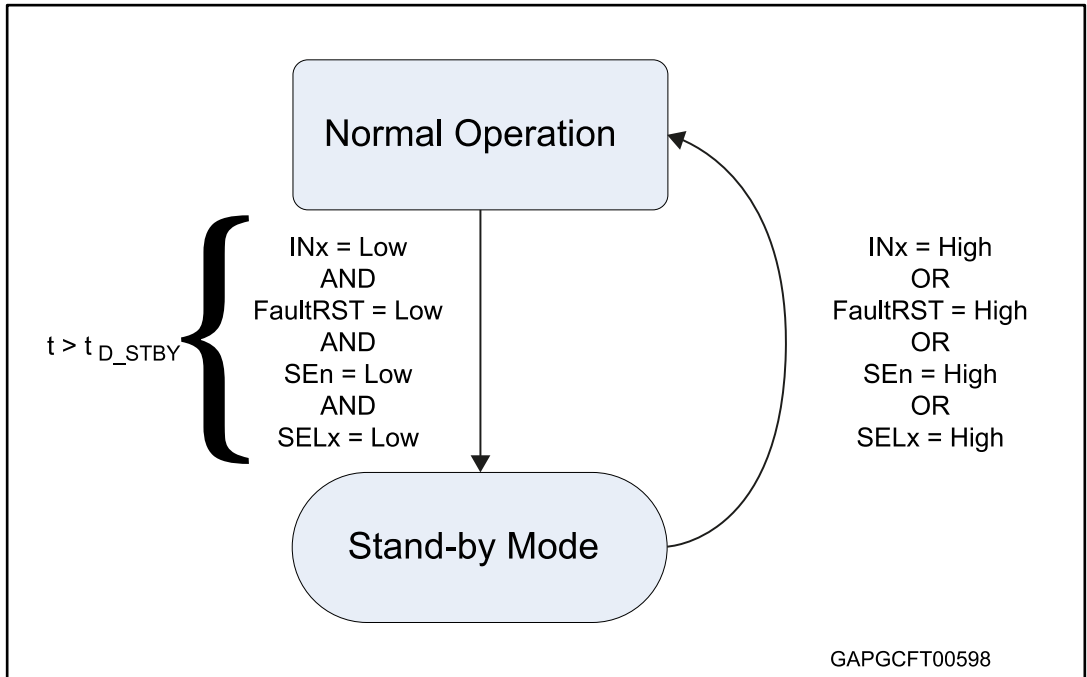 Normal Operation
t > t D_STBY
INx = Low
AND
FaultRST = Low
AND
SEn = Low
AND
SELx = Low
INx = High
OR
FaultRST = High
OR
SEn = High
OR
SELx = High
Stand-by Mode
GAPGCFT00598